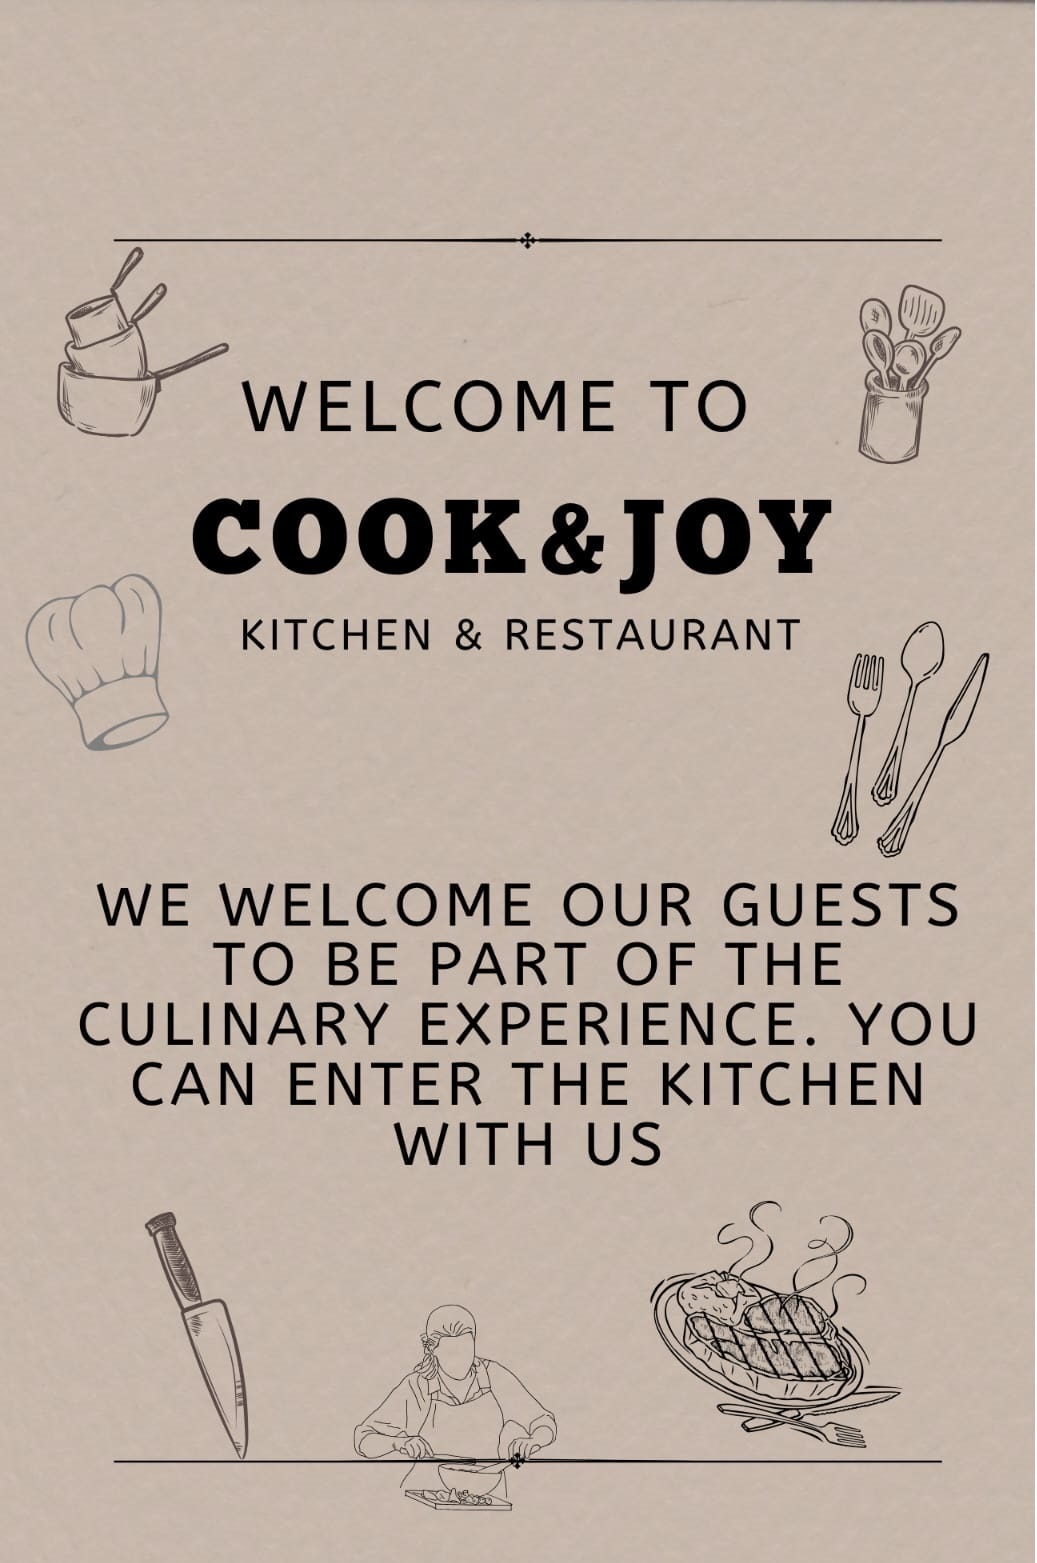 WELCOME TO
COOK&JOY
KITCHEN & RESTAURANT
WE WELCOME OUR GUESTS
TO BE PART OF THE
CULINARY EXPERIENCE. YOU
CAN ENTER THE KITCHEN
WITH US